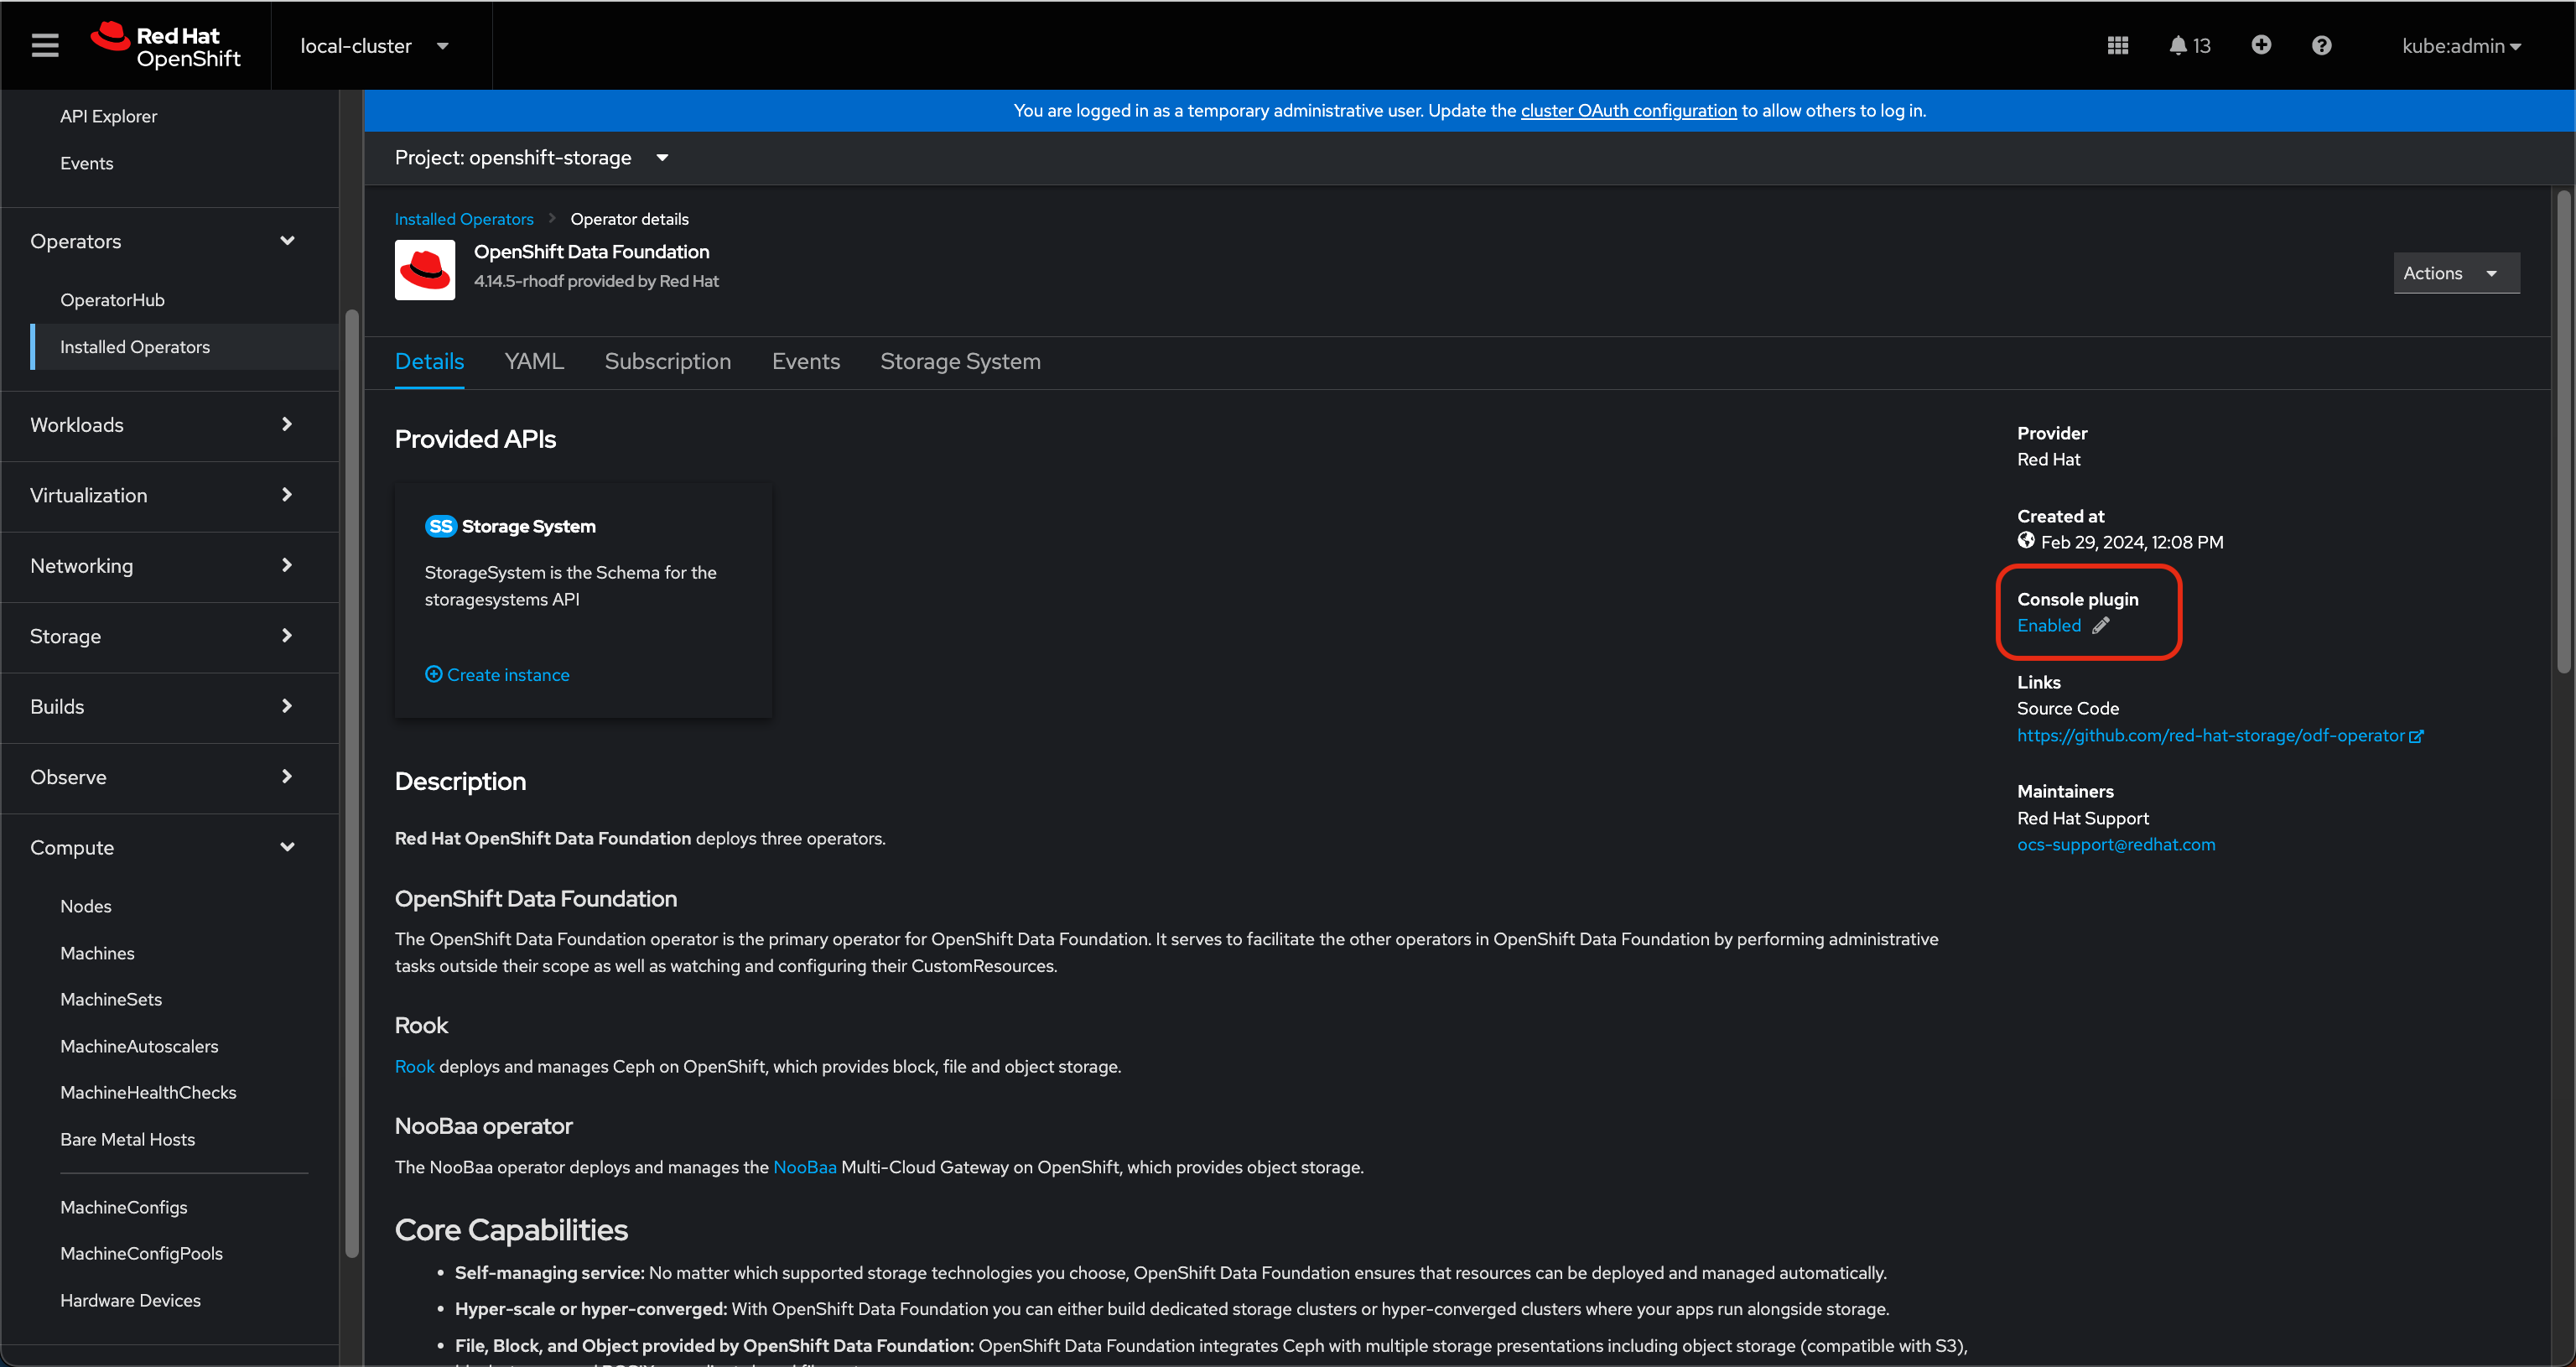 Red Hat
OpenShift
local-cluster
13
kube:admin
You are logged in as a temporary administrative user. Update the cluster OAuth configuration to allow others to log in.
API Explorer
Events
Operators
OperatorHub
Installed Operators
Workloads
Virtualization
Networking
Storage
Builds
Observe
Compute
Nodes
Machines
MachineSets
MachineAutoscalers
MachineHealthChecks
Bare Metal Hosts
MachineConfigs
MachineConfigPools
Hardware Devices
Project: openshift-storage
Installed Operators
Operator details
OpenShift Data Foundation
4.14.5-rhodf provided by Red Hat
Actions
Details
YAML
Subscription
Events
Storage System
Provided APIs
SS Storage System
StorageSystem is the Schema for the
storagesystems API
Create instance
Description
Red Hat OpenShift Data Foundation deploys three operators.
OpenShift Data Foundation
The OpenShift Data Foundation operator is the primary operator for OpenShift Data Foundation. It serves to facilitate the other operators in OpenShift Data Foundation by performing administrative
tasks outside their scope as well as watching and configuring their CustomResources.
Rook
Rook deploys and manages Ceph on OpenShift, which provides block, file and object storage.
NooBaa operator
The NooBaa operator deploys and manages the NooBaa Multi-Cloud Gateway on OpenShift, which provides object storage.
Core Capabilities
• Self-managing service: No matter which supported storage technologies you choose, OpenShift Data Foundation ensures that resources can be deployed and managed automatically.
• Hyper-scale or hyper-converged: With OpenShift Data Foundation you can either build dedicated storage clusters or hyper-converged clusters where your apps run alongside storage.
• File, Block, and Object provided by OpenShift Data Foundation: OpenShift Data Foundation integrates Ceph with multiple storage presentations including object storage (compatible with S3),
Provider
Red Hat
Created at
Feb 29, 2024, 12:08 PM
Console plugin
Enabled
Links
Source Code
https://github.com/red-hat-storage/odf-operator
Maintainers
Red Hat Support
ocs-support@redhat.com